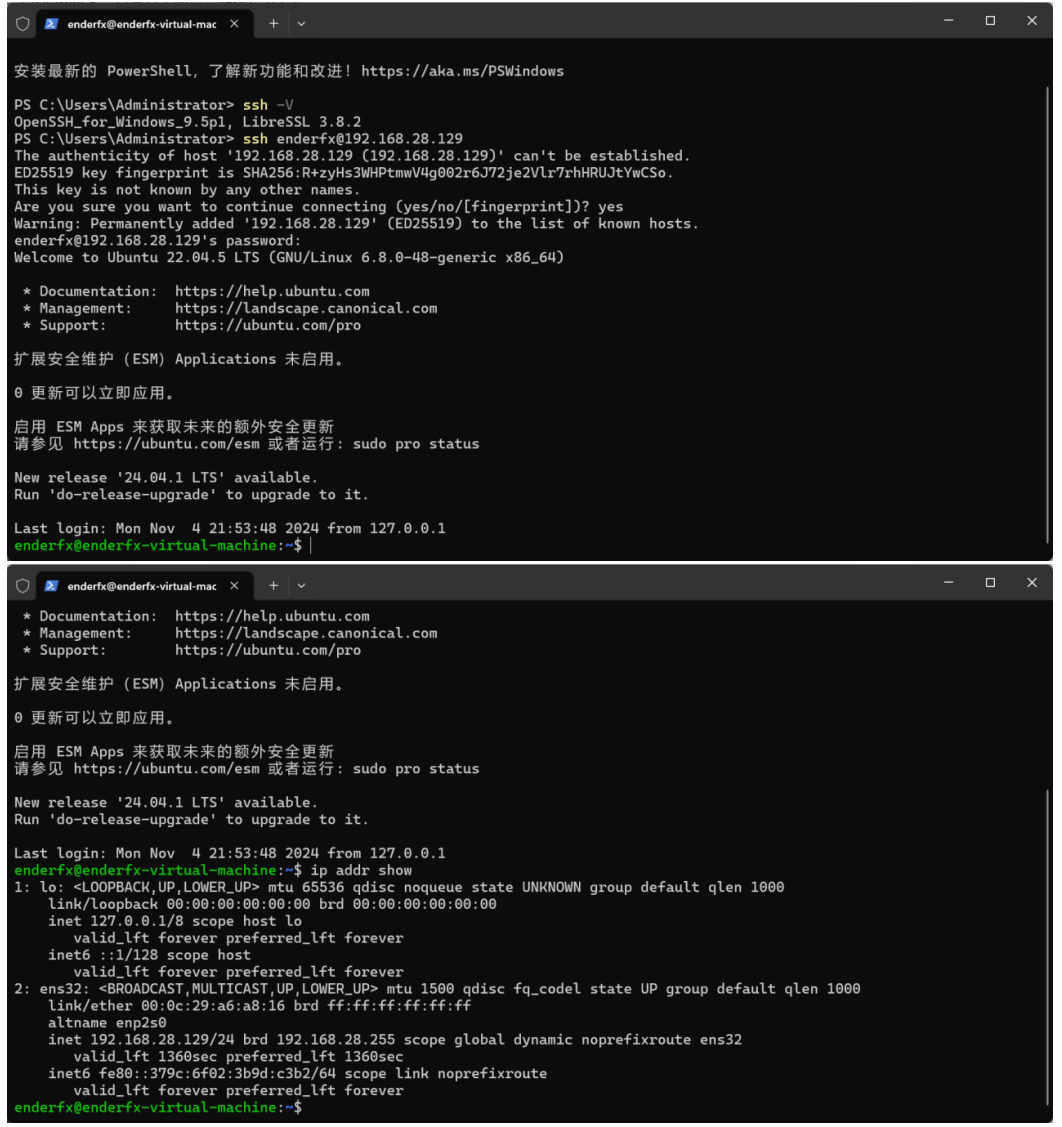 enderfx@enderfx-virtual-mac
安装最新的 PowerShell，了解新功能和改进！https://aka.ms/PSWindows
PS C:\Users\Administrator> ssh -V
OpenSSH_for_Windows_9.5p1, LibreSSL 3.8.2
PS C:\Users\Administrator> ssh enderfx@192.168.28.129
The authenticity of host '192.168.28.129 (192.168.28.129)' can't be established.
ED25519 key fingerprint is SHA256:R+zyHs3WHPtmwV4g002r6J72je2Vlr7rhHRUJtYwCSo.
This key is not known by any other names.
Are you sure you want to continue connecting (yes/no/[fingerprint])? yes
Warning: Permanently added '192.168.28.129' (ED25519) to the list of known hosts.
enderfx@192.168.28.129's password:
Welcome to Ubuntu 22.04.5 LTS (GNU/Linux 6.8.0-48-generic x86_64)
* Documentation:  https://help.ubuntu.com
* Management:     https://landscape.canonical.com
* Support:        https://ubuntu.com/pro
扩展安全维护（ESM）Applications 未启用。
0 更新可以立即应用。
启用 ESM Apps 来获取未来的额外安全更新
请参见 https://ubuntu.com/esm 或者运行: sudo pro status
New release '24.04.1 LTS' available.
Run 'do-release-upgrade' to upgrade to it.
Last login: Mon Nov  4 21:53:48 2024 from 127.0.0.1
enderfx@enderfx-virtual-machine:~$
enderfx@enderfx-virtual-mac
* Documentation:  https://help.ubuntu.com
* Management:     https://landscape.canonical.com
* Support:        https://ubuntu.com/pro
扩展安全维护（ESM）Applications 未启用。
0 更新可以立即应用。
启用 ESM Apps 来获取未来的额外安全更新
请参见 https://ubuntu.com/esm 或者运行: sudo pro status
New release '24.04.1 LTS' available.
Run 'do-release-upgrade' to upgrade to it.
Last login: Mon Nov  4 21:53:48 2024 from 127.0.0.1
enderfx@enderfx-virtual-machine:~$ ip addr show
1: lo: <LOOPBACK,UP,LOWER_UP> mtu 65536 qdisc noqueue state UNKNOWN group default qlen 1000
link/loopback 00:00:00:00:00:00 brd 00:00:00:00:00:00
inet 127.0.0.1/8 scope host lo
valid_lft forever preferred_lft forever
inet6 ::1/128 scope host
valid_lft forever preferred_lft forever
2: ens32: <BROADCAST,MULTICAST,UP,LOWER_UP> mtu 1500 qdisc fq_codel state UP group default qlen 1000
link/ether 00:0c:29:a6:a8:16 brd ff:ff:ff:ff:ff:ff
altname enp2s0
inet 192.168.28.129/24 brd 192.168.28.255 scope global dynamic noprefixroute ens32
valid_lft 1360sec preferred_lft 1360sec
inet6 fe80::379c:6f02:3b9d:c3b2/64 scope link noprefixroute
valid_lft forever preferred_lft forever
enderfx@enderfx-virtual-machine:~$